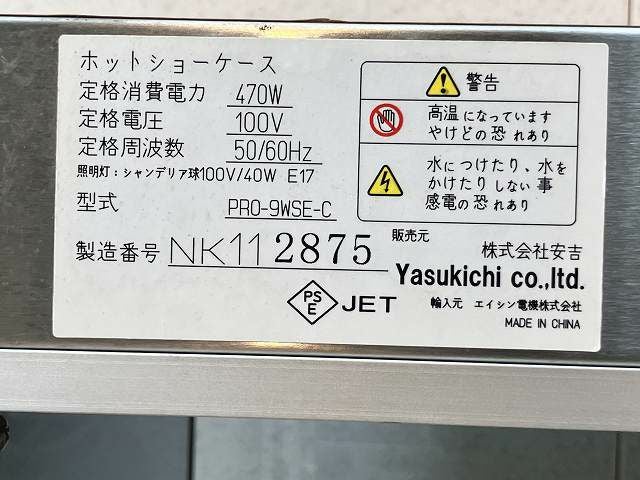 ホットショーケース
定格消費電力 470W
定格電圧 100V
定格周波数 50/60Hz
照明灯：シャンデリア球100V/40W E17
型式 PRO-9WSE-C
製造番号 NK11 2875
警告
高温になっています
やけどの恐れあり
水につけたり、水を
かけたりしない事
感電の恐れあり
販売元 株式会社安吉
Yasukichi co.,ltd.
輸入元 エイシン電機株式会社
MADE IN CHINA
PS
E
JET